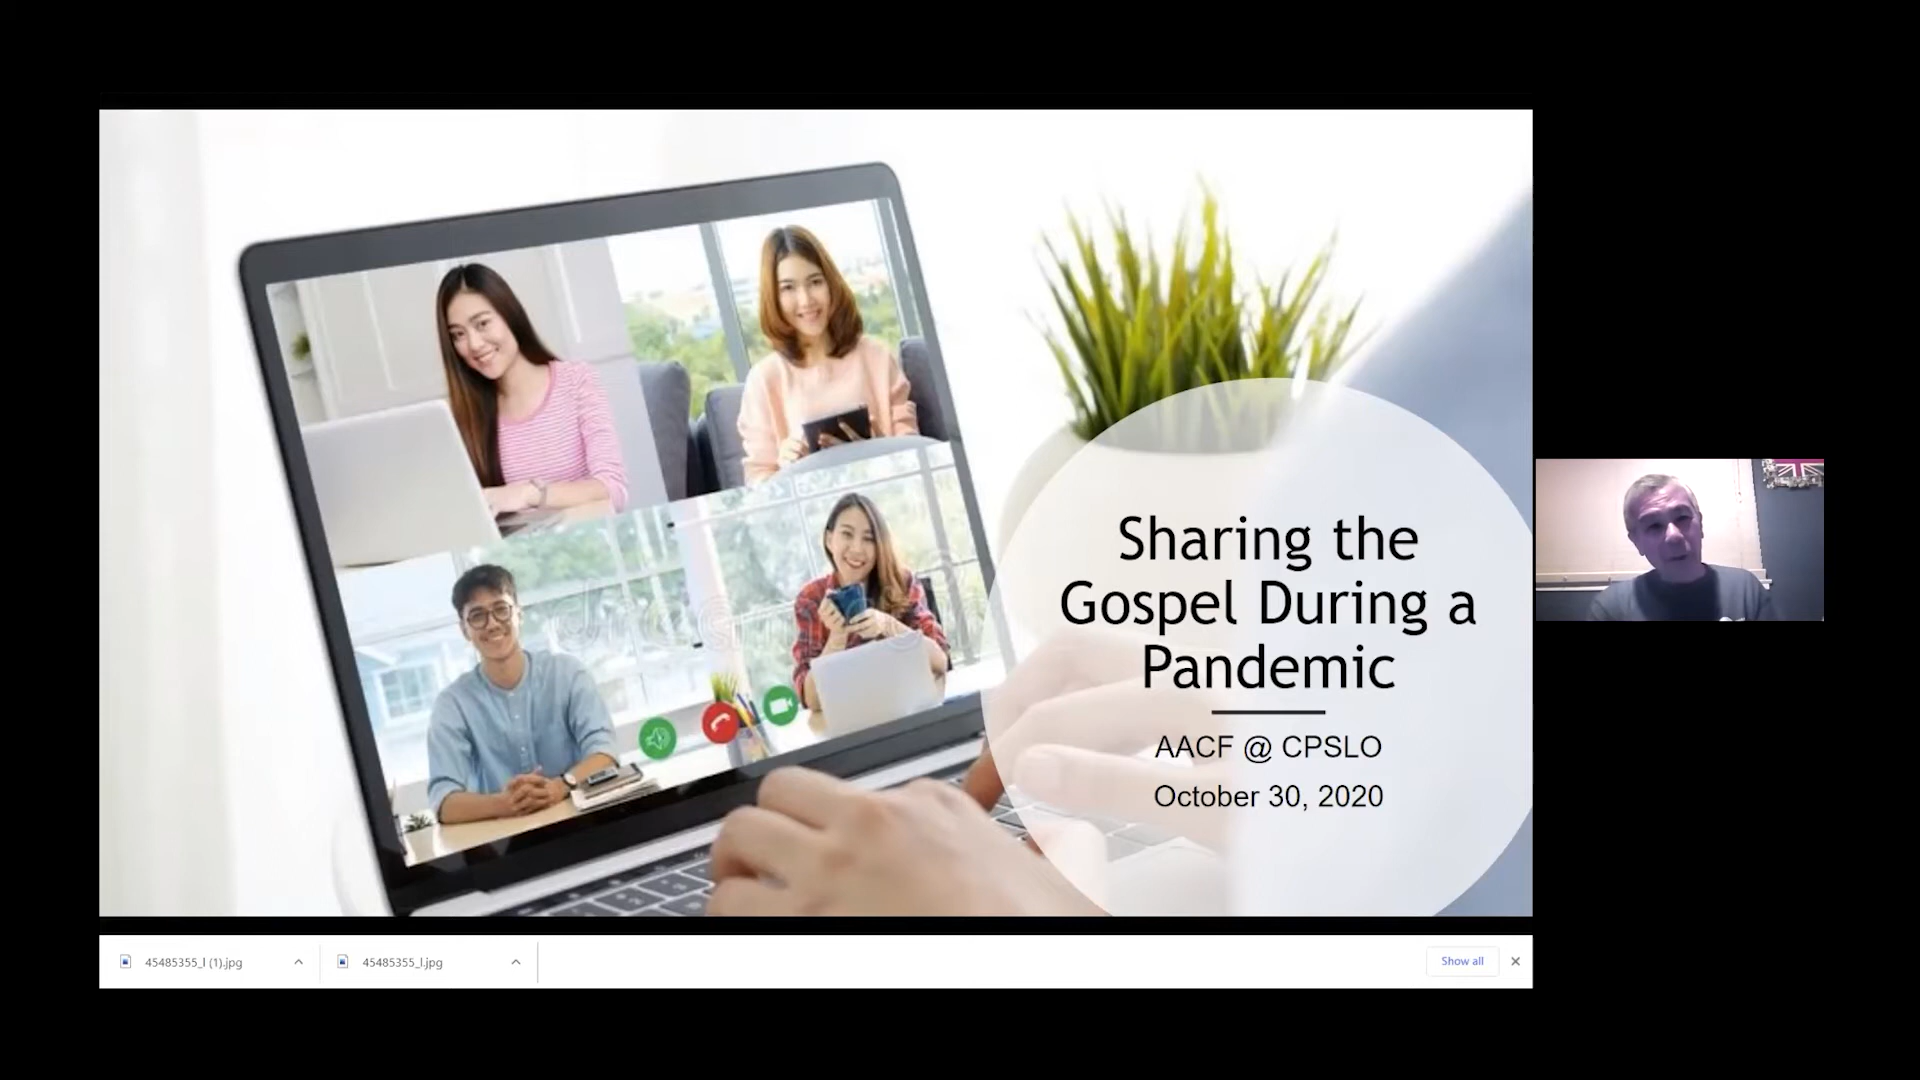 Sharing the
Gospel During a
Pandemic
AACF @ CPSLO
October 30, 2020
45485355_l (1).jpg
45485355_l.jpg
Show all